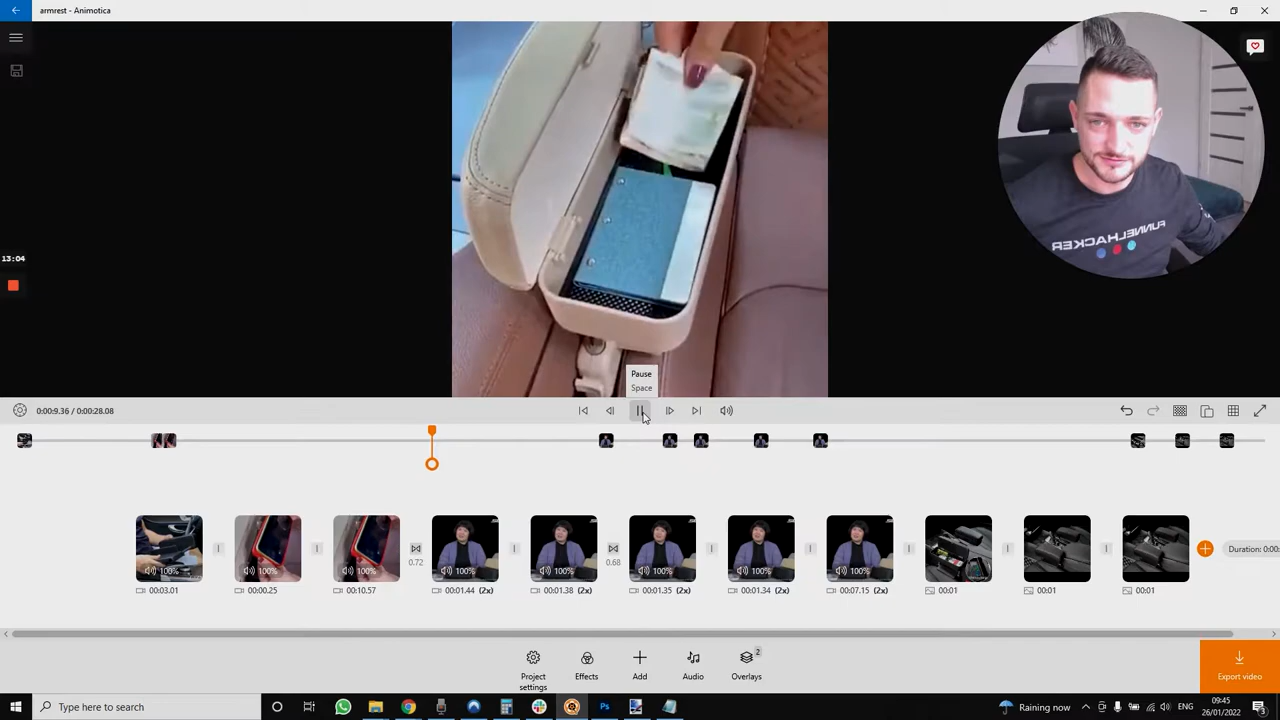 armrest - Animotica
FUNNELHACKER
13:04
Pause
Space
0:00:9.36 / 0:00:28.08
100%
100%
100%
100%
100%
100%
100%
100%
0.72
0.68
Duration: 0:00:
00:03.01
00:00.25
00:10.57
00:01.44 (2x)
00:01.38 (2x)
00:01.35 (2x)
00:01.34 (2x)
00:07.15 (2x)
00:01
00:01
00:01
2
Project settings
Effects
Add
Audio
Overlays
Export video
Type here to search
Ps
Raining now
ENG
09:45
26/01/2022
3